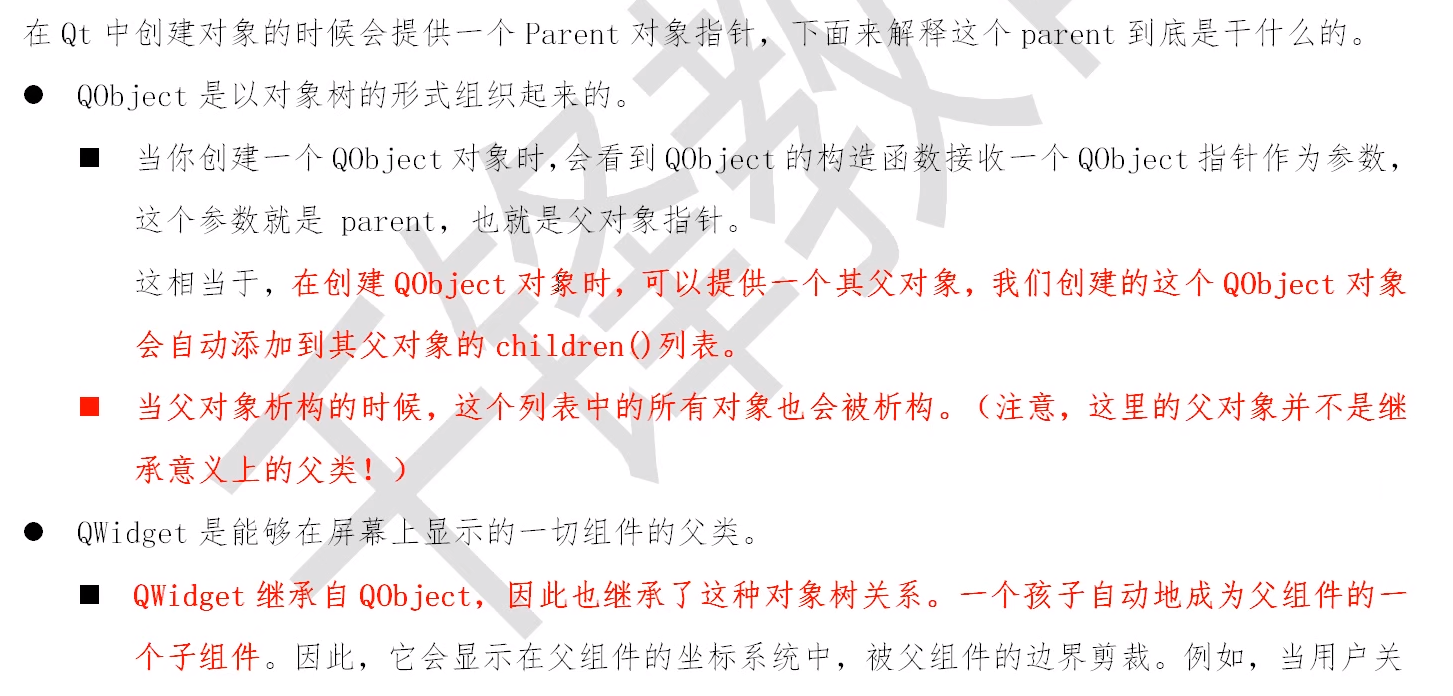 在 Qt 中创建对象的时候会提供一个 Parent 对象指针，下面来解释这个 parent 到底是干什么的。
● QObject 是以对象树的形式组织起来的。
■ 当你创建一个 QObject 对象时,会看到 QObject 的构造函数接收一个 QObject 指针作为参数，
这个参数就是 parent，也就是父对象指针。
这相当于，在创建 QObject 对象时，可以提供一个其父对象，我们创建的这个 QObject 对象
会自动添加到其父对象的 children()列表。
■ 当父对象析构的时候，这个列表中的所有对象也会被析构。（注意，这里的父对象并不是继
承意义上的父类！）
● QWidget 是能够在屏幕上显示的一切组件的父类。
■ QWidget 继承自 QObject，因此也继承了这种对象树关系。一个孩子自动地成为父组件的一
个子组件。因此，它会显示在父组件的坐标系统中，被父组件的边界剪裁。例如，当用户关
千锋教